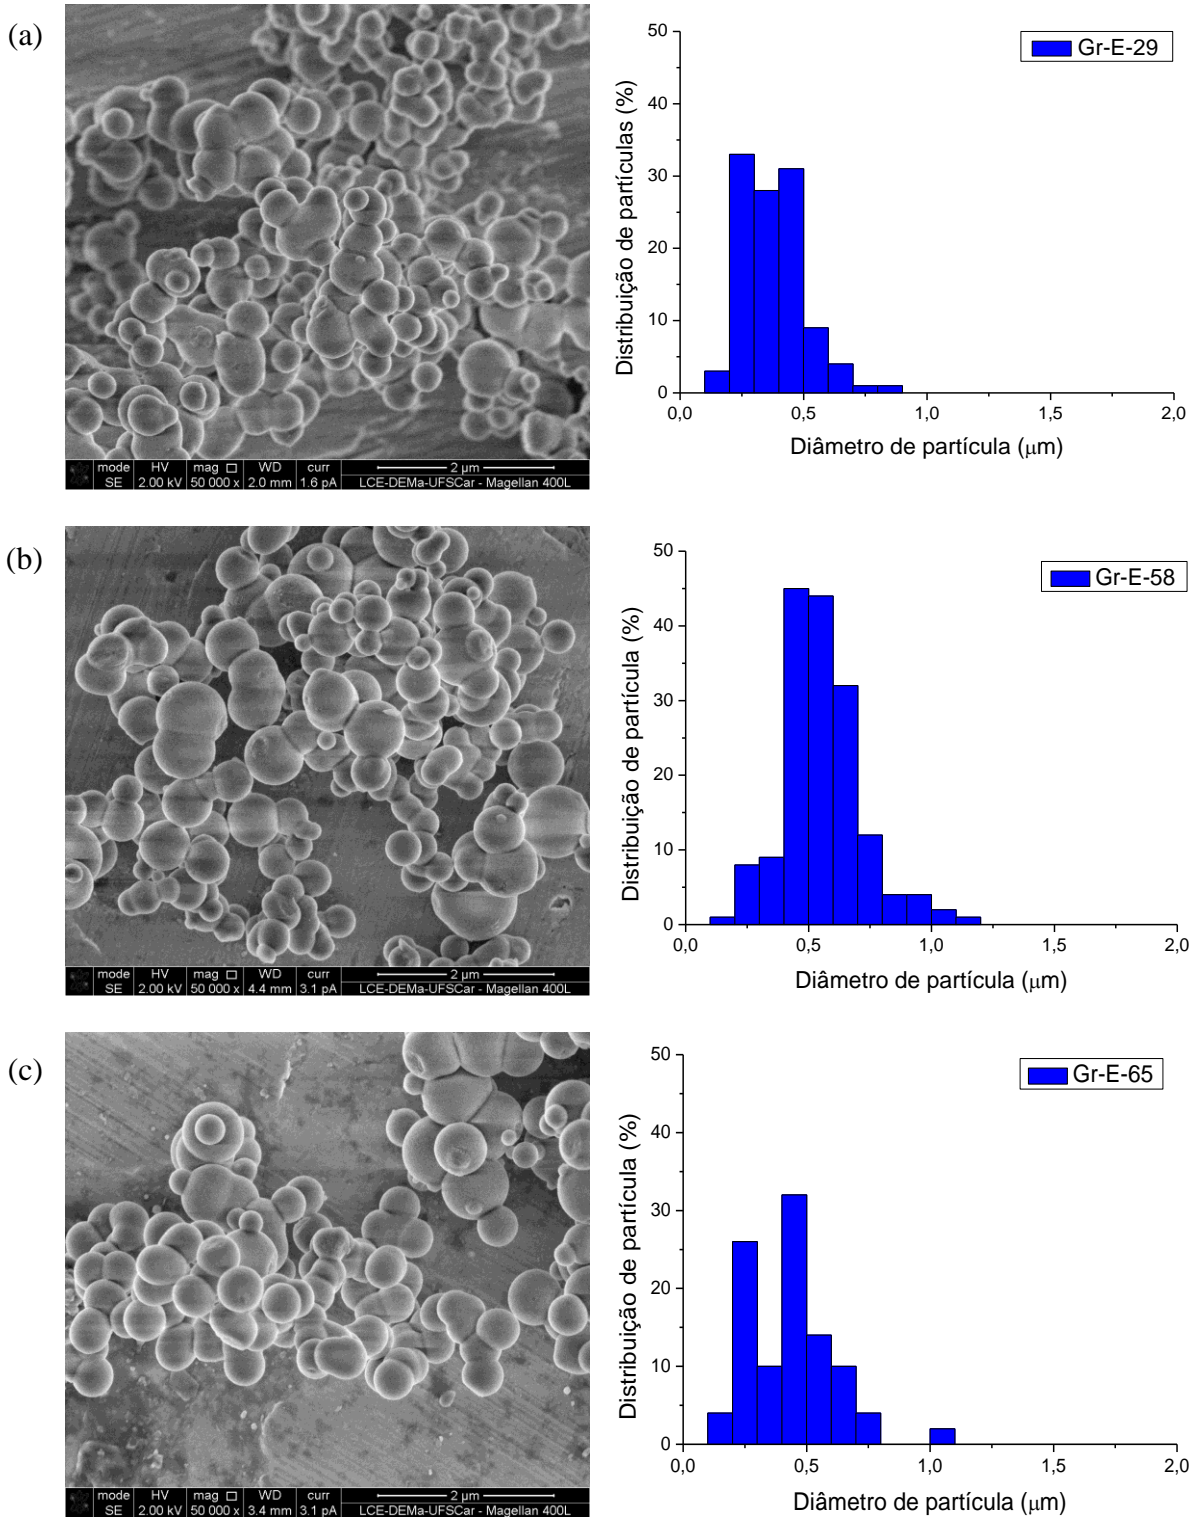 (a)
50
40
30
20
10
0
Distribuição de partículas (%)
Gr-E-29
0,0 0,5 1,0 1,5 2,0
Diâmetro de partícula (μm)
mode HV mag WD curr 2 μm
SE 2.00 kV 50 000 x 2.0 mm 1.6 pA LCE-DEMa-UFSCar - Magellan 400L
(b)
50
40
30
20
10
0
Distribuição de partícula (%)
Gr-E-58
0,0 0,5 1,0 1,5 2,0
Diâmetro de partícula (μm)
mode HV mag WD curr 2 μm
SE 2.00 kV 50 000 x 4.4 mm 3.1 pA LCE-DEMa-UFSCar - Magellan 400L
(c)
50
40
30
20
10
0
Distribuição de partícula (%)
Gr-E-65
0,0 0,5 1,0 1,5 2,0
Diâmetro de partícula (μm)
mode HV mag WD curr 2 μm
SE 2.00 kV 50 000 x 3.4 mm 3.1 pA LCE-DEMa-UFSCar - Magellan 400L